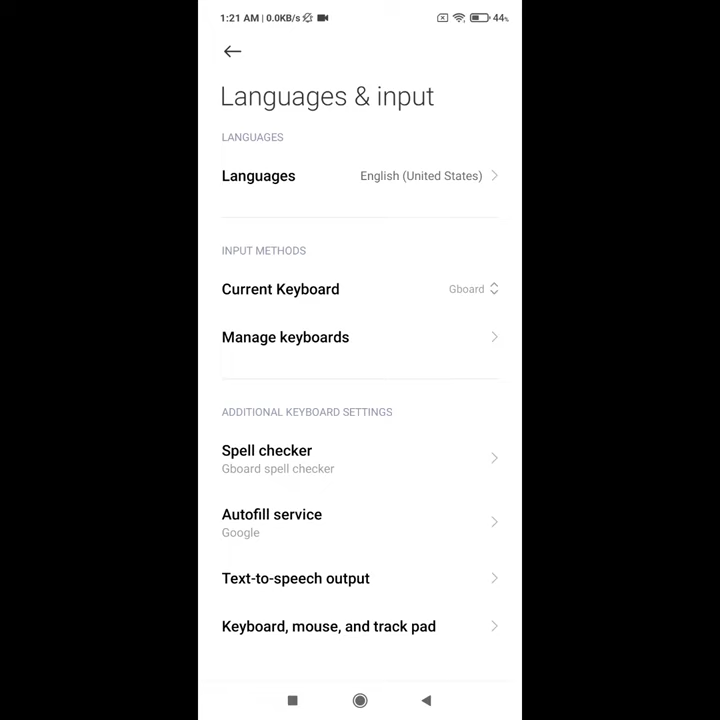 1:21 AM | 0.0KB/s 44%
Languages & input
LANGUAGES
Languages English (United States)
INPUT METHODS
Current Keyboard Gboard
Manage keyboards
ADDITIONAL KEYBOARD SETTINGS
Spell checker
Gboard spell checker
Autofill service
Google
Text-to-speech output
Keyboard, mouse, and track pad